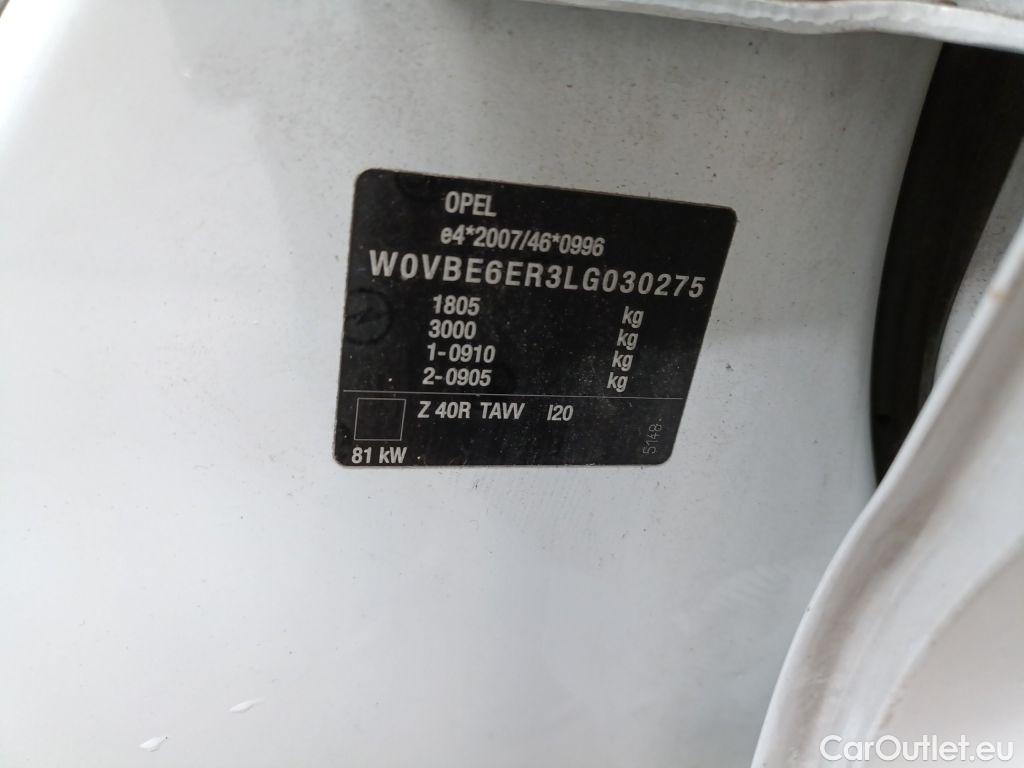 OPEL
e4*2007/46*0996
W0VBE6ER3LG030275
1805 kg
3000 kg
1-0910 kg
2-0905 kg
Z 40R TAVV I20
81 kW
5148
CarOutlet.eu